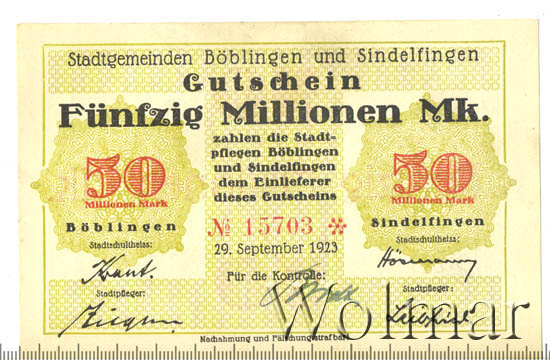 Stadtgemeinden Böblingen und Sindelfingen
Gutschein
Fünfzig Millionen Mk.
zahlen die Stadt-
pflegen Böblingen
und Sindelfingen
dem Einlieferer
dieses Gutscheins
50
Millionen Mark
Böblingen
Stadtschultheiss:
Stadtpfleger:
№ 15703 *
29. September 1923
Für die Kontrolle:
50
Millionen Mark
Sindelfingen
Stadtschultheiss:
Stadtpfleger:
Nachahmung und Fälschung strafbar!
Wolmar